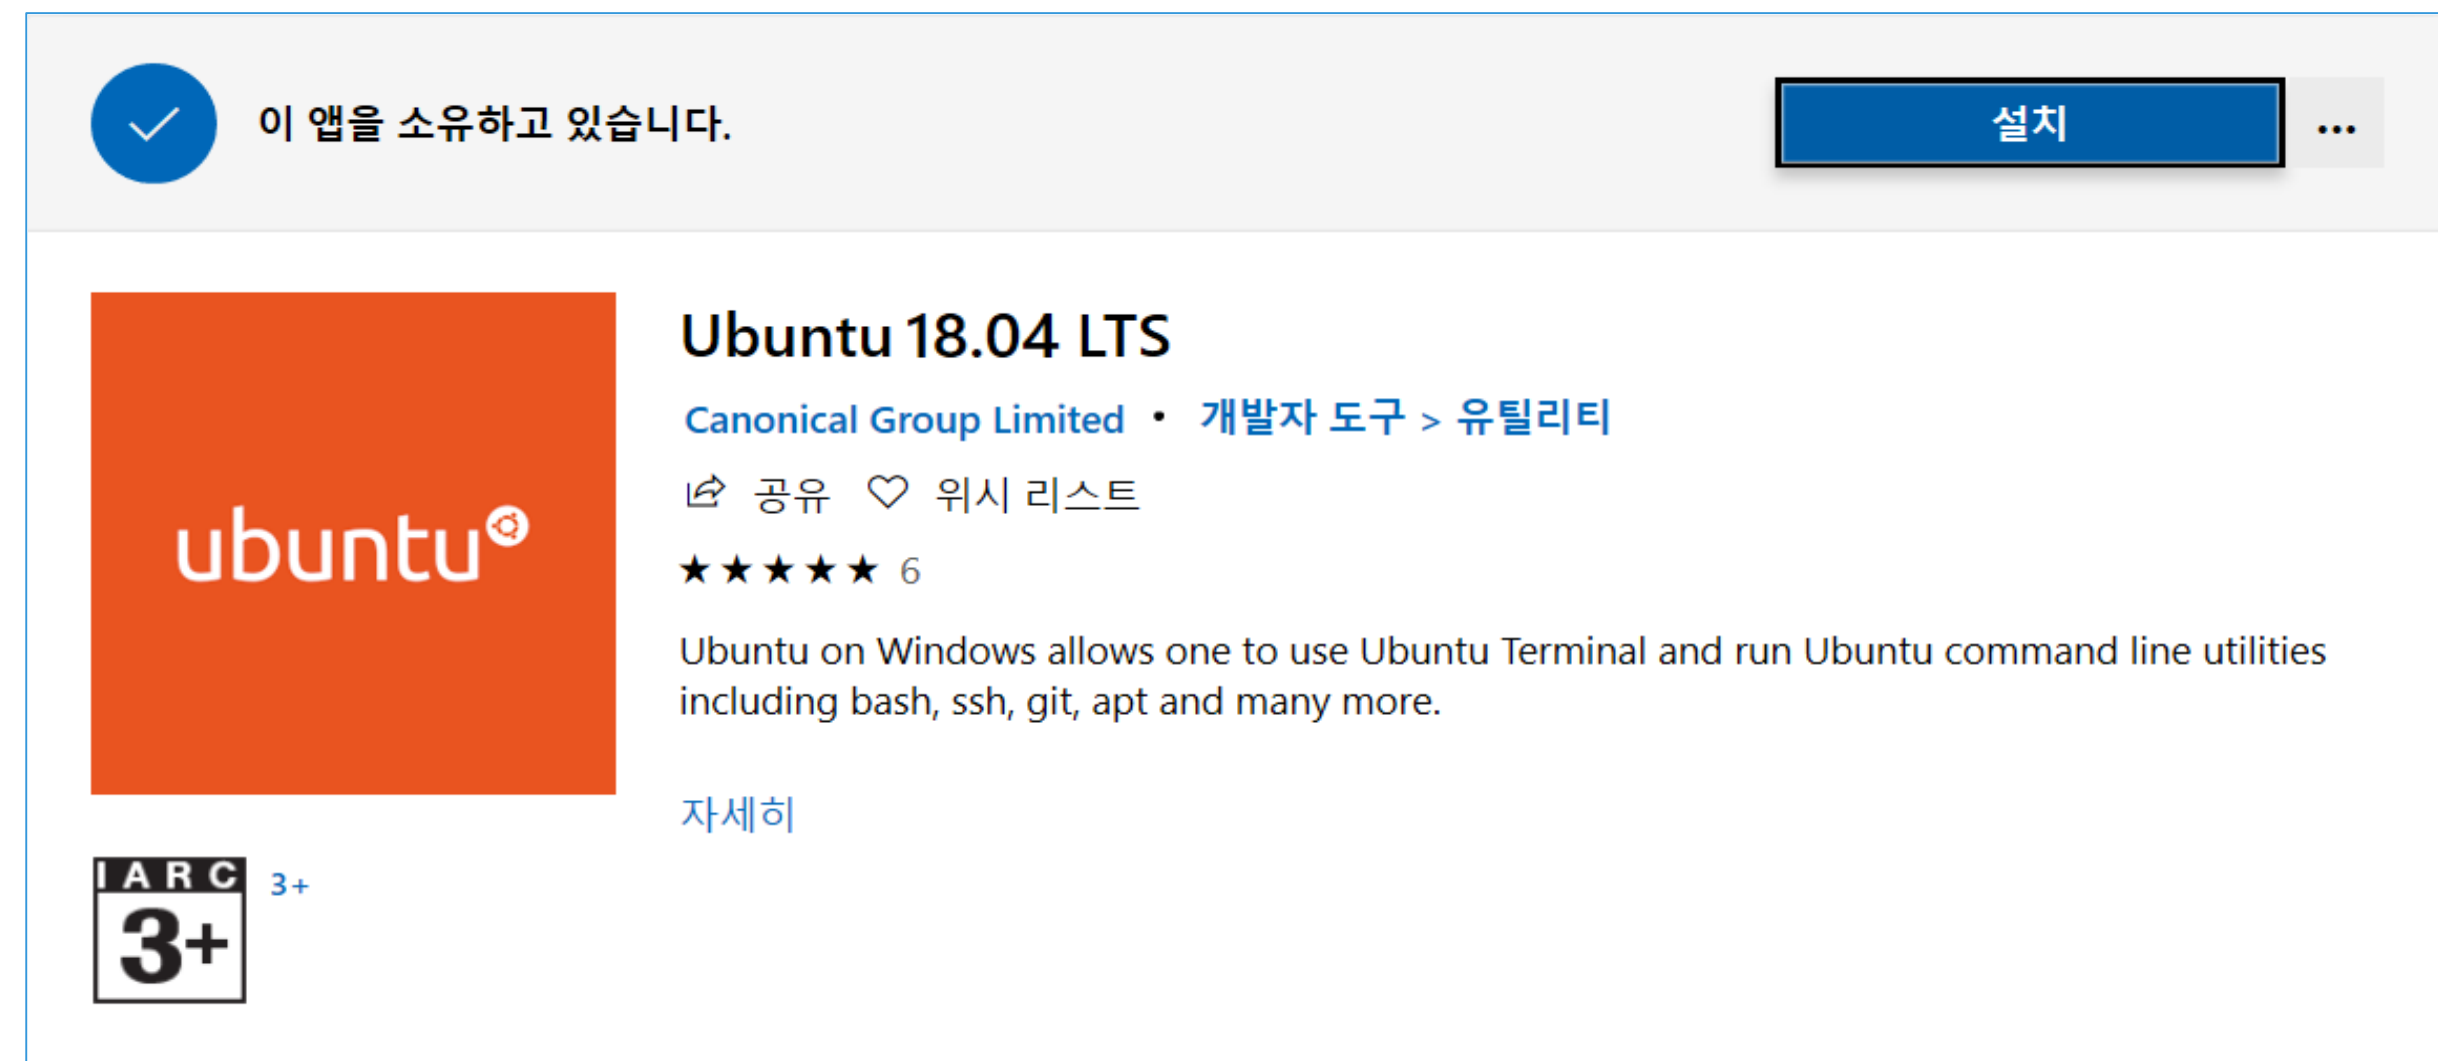 이 앱을 소유하고 있습니다.
설치
...
ubuntu
Ubuntu 18.04 LTS
Canonical Group Limited • 개발자 도구 > 유틸리티
공유 위시 리스트
★★★★★ 6
Ubuntu on Windows allows one to use Ubuntu Terminal and run Ubuntu command line utilities
including bash, ssh, git, apt and many more.
자세히
IARC
3+
3+